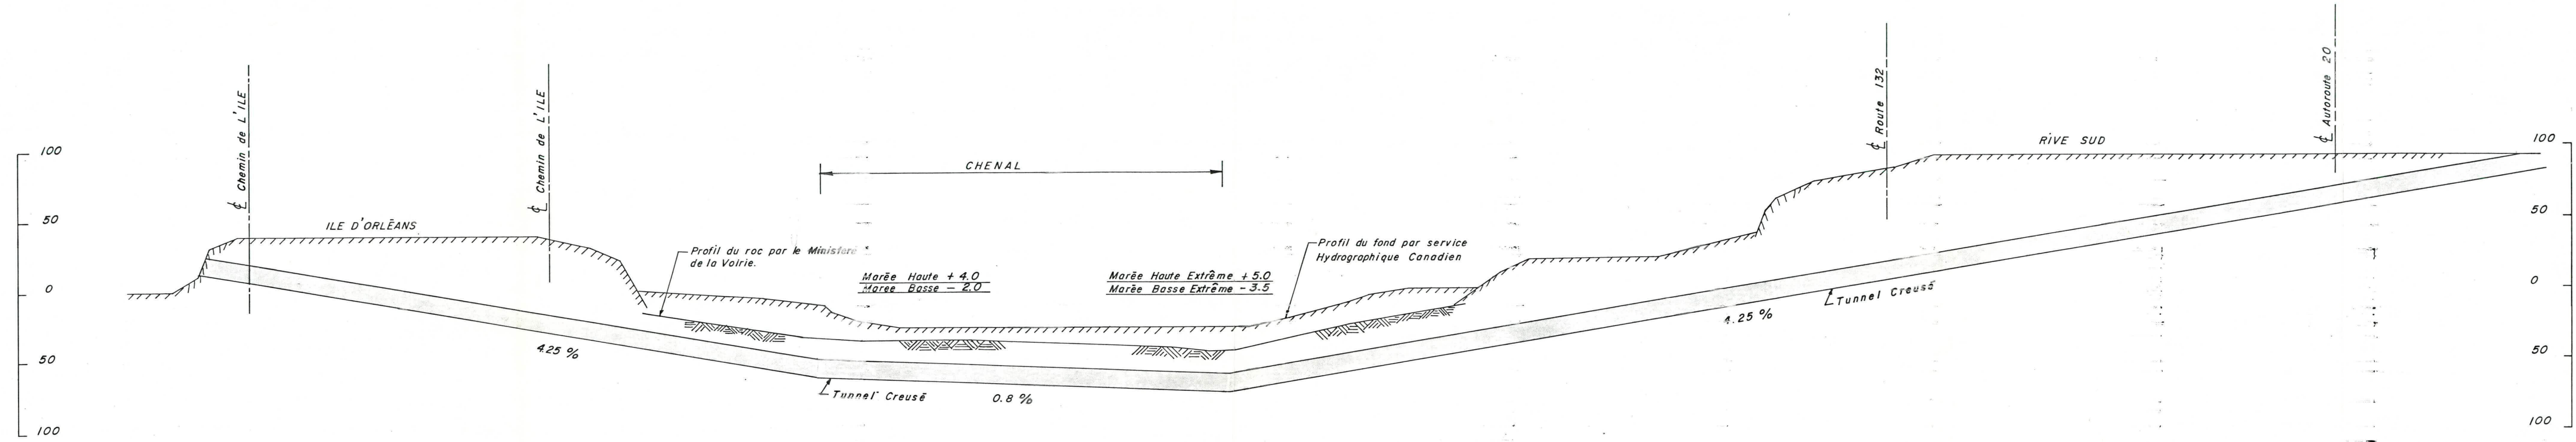 ℄ Chemin de L'ILE
℄ Chemin de L'ILE
℄ Route 132
℄ Autoroute 20
100
50
0
50
100
ILE D'ORLÉANS
CHENAL
RIVE SUD
Profil du roc par le Ministere
de la Voirie.
Marée Haute + 4.0
Maree Basse - 2.0
Marée Haute Extrême + 5.0
Marée Basse Extrême - 3.5
Profil du fond par service
Hydrographique Canadien
4.25 %
Tunnel Creusé
0.8 %
4.25 %
Tunnel Creusé
100
50
0
50
100